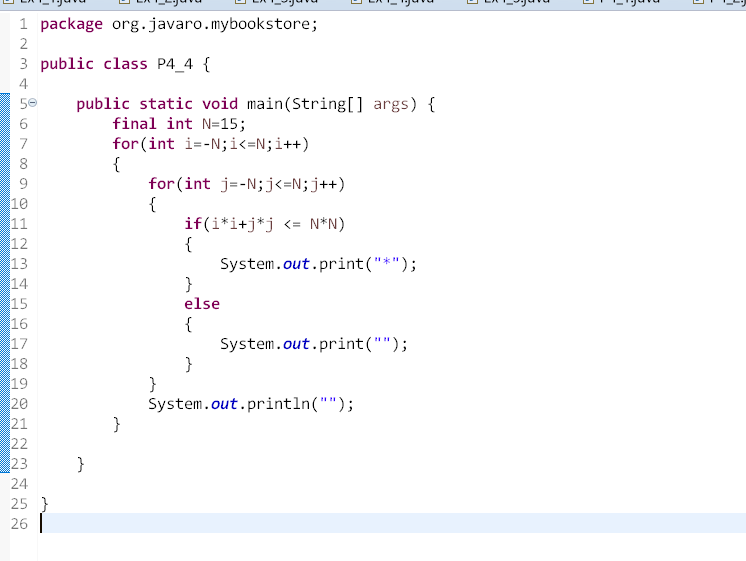 1 package org.javaro.mybookstore;
2
3 public class P4_4 {
4
5     public static void main(String[] args) {
6         final int N=15;
7         for(int i=-N;i<=N;i++)
8         {
9             for(int j=-N;j<=N;j++)
10             {
11                 if(i*i+j*j <= N*N)
12                 {
13                     System.out.print("*");
14                 }
15                 else
16                 {
17                     System.out.print("");
18                 }
19             }
20             System.out.println("");
21         }
22
23     }
24
25 }
26